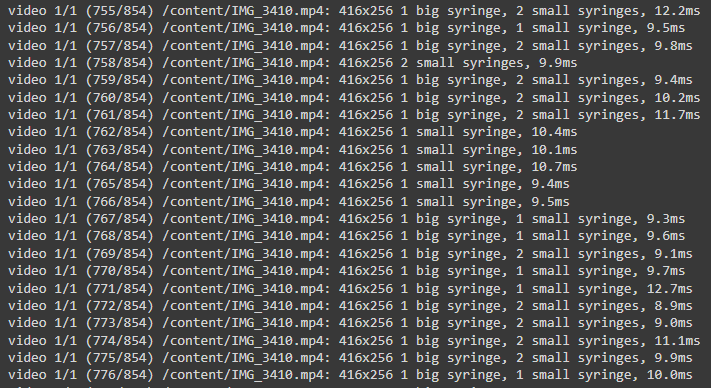 video 1/1 (755/854) /content/IMG_3410.mp4: 416x256 1 big syringe, 2 small syringes, 12.2ms
video 1/1 (756/854) /content/IMG_3410.mp4: 416x256 1 big syringe, 1 small syringe, 9.5ms
video 1/1 (757/854) /content/IMG_3410.mp4: 416x256 1 big syringe, 2 small syringes, 9.8ms
video 1/1 (758/854) /content/IMG_3410.mp4: 416x256 2 small syringes, 9.9ms
video 1/1 (759/854) /content/IMG_3410.mp4: 416x256 1 big syringe, 2 small syringes, 9.4ms
video 1/1 (760/854) /content/IMG_3410.mp4: 416x256 1 big syringe, 2 small syringes, 10.2ms
video 1/1 (761/854) /content/IMG_3410.mp4: 416x256 1 big syringe, 2 small syringes, 11.7ms
video 1/1 (762/854) /content/IMG_3410.mp4: 416x256 1 small syringe, 10.4ms
video 1/1 (763/854) /content/IMG_3410.mp4: 416x256 1 small syringe, 10.1ms
video 1/1 (764/854) /content/IMG_3410.mp4: 416x256 1 small syringe, 10.7ms
video 1/1 (765/854) /content/IMG_3410.mp4: 416x256 1 small syringe, 9.4ms
video 1/1 (766/854) /content/IMG_3410.mp4: 416x256 1 small syringe, 9.5ms
video 1/1 (767/854) /content/IMG_3410.mp4: 416x256 1 big syringe, 1 small syringe, 9.3ms
video 1/1 (768/854) /content/IMG_3410.mp4: 416x256 1 big syringe, 1 small syringe, 9.6ms
video 1/1 (769/854) /content/IMG_3410.mp4: 416x256 1 big syringe, 2 small syringes, 9.1ms
video 1/1 (770/854) /content/IMG_3410.mp4: 416x256 1 big syringe, 1 small syringe, 9.7ms
video 1/1 (771/854) /content/IMG_3410.mp4: 416x256 1 big syringe, 1 small syringe, 12.7ms
video 1/1 (772/854) /content/IMG_3410.mp4: 416x256 1 big syringe, 2 small syringes, 8.9ms
video 1/1 (773/854) /content/IMG_3410.mp4: 416x256 1 big syringe, 2 small syringes, 9.0ms
video 1/1 (774/854) /content/IMG_3410.mp4: 416x256 1 big syringe, 2 small syringes, 11.1ms
video 1/1 (775/854) /content/IMG_3410.mp4: 416x256 1 big syringe, 2 small syringes, 9.9ms
video 1/1 (776/854) /content/IMG_3410.mp4: 416x256 1 big syringe, 1 small syringe, 10.0ms